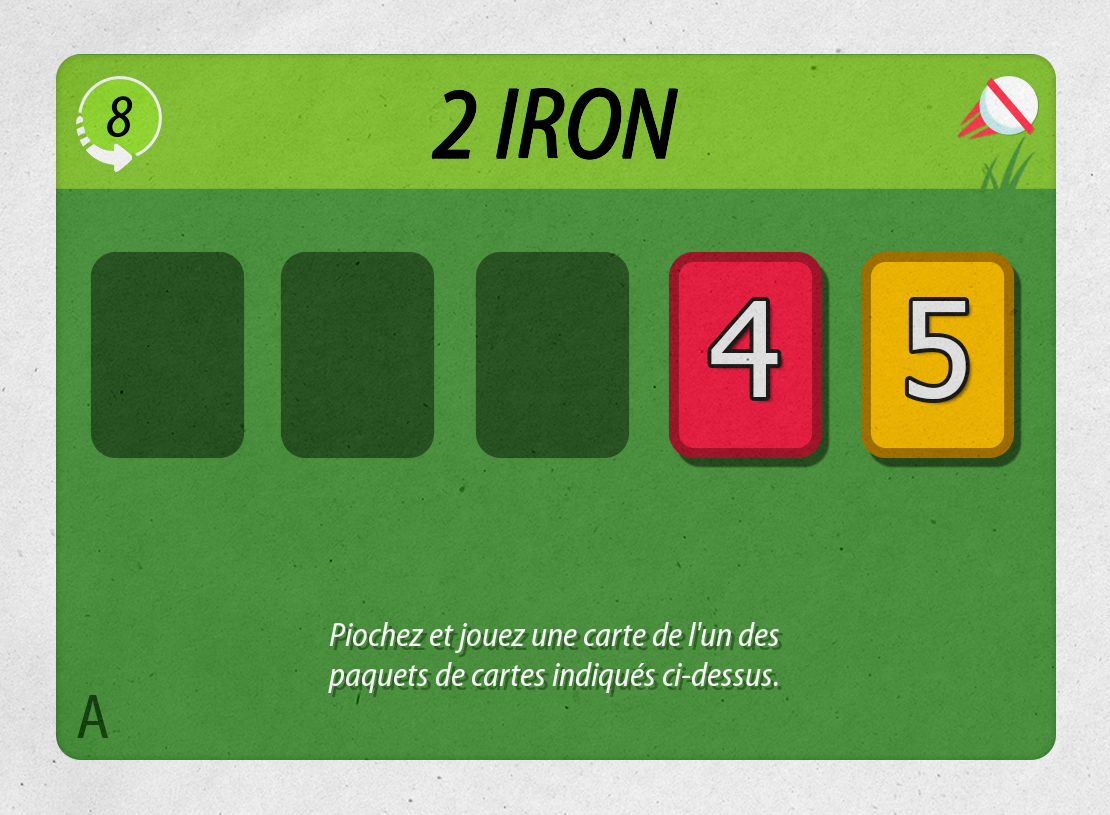 8
2 IRON
4 5
Piochez et jouez une carte de l'un des
paquets de cartes indiqués ci-dessus.
A